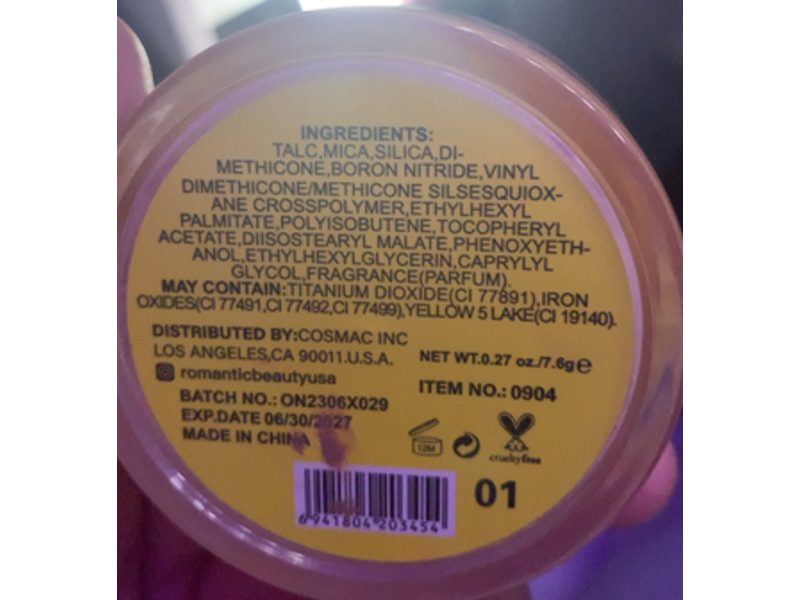 INGREDIENTS:
TALC,MICA,SILICA,DI-
METHICONE,BORON NITRIDE,VINYL
DIMETHICONE/METHICONE SILSESQUIOX-
ANE CROSSPOLYMER,ETHYLHEXYL
PALMITATE,POLYISOBUTENE,TOCOPHERYL
ACETATE,DIISOSTEARYL MALATE,PHENOXYETH-
ANOL,ETHYLHEXYLGLYCERIN,CAPRYLYL
GLYCOL,FRAGRANCE(PARFUM).
MAY CONTAIN:TITANIUM DIOXIDE(CI 77891),IRON
OXIDES(CI 77491,CI 77492,CI 77499),YELLOW 5 LAKE(CI 19140).
DISTRIBUTED BY:COSMAC INC
LOS ANGELES,CA 90011.U.S.A.
romanticbeautyusa
NET WT.0.27 oz./7.6g℮
ITEM NO.: 0904
BATCH NO.: ON2306X029
EXP.DATE 06/30/2027
MADE IN CHINA
12M
crueltyfree
01
6 941804 203454